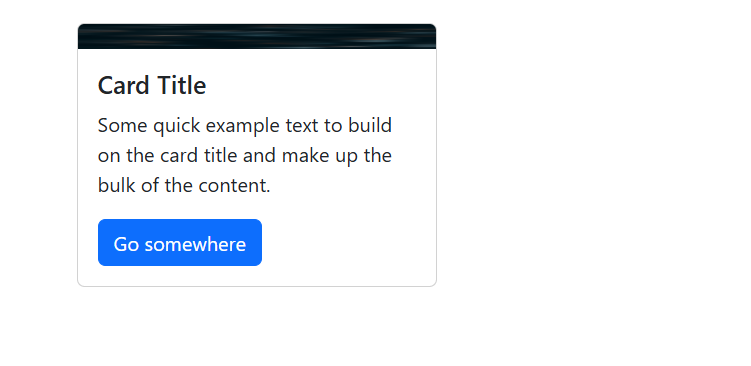 Card Title
Some quick example text to build
on the card title and make up the
bulk of the content.
Go somewhere